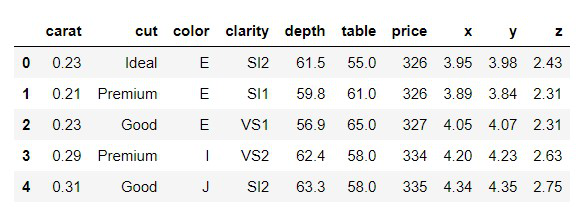 carat cut color clarity depth table price x y z
0 0.23 Ideal E SI2 61.5 55.0 326 3.95 3.98 2.43
1 0.21 Premium E SI1 59.8 61.0 326 3.89 3.84 2.31
2 0.23 Good E VS1 56.9 65.0 327 4.05 4.07 2.31
3 0.29 Premium I VS2 62.4 58.0 334 4.20 4.23 2.63
4 0.31 Good J SI2 63.3 58.0 335 4.34 4.35 2.75